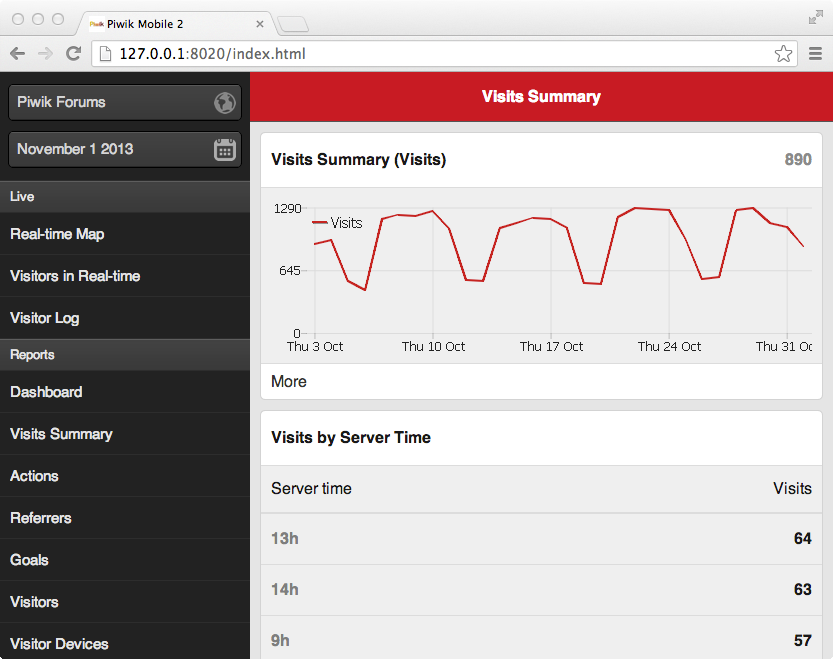 Piwik Mobile 2
127.0.0.1:8020/index.html
Piwik Forums
November 1 2013
Live
Real-time Map
Visitors in Real-time
Visitor Log
Reports
Dashboard
Visits Summary
Actions
Referrers
Goals
Visitors
Visitor Devices
Visits Summary
Visits Summary (Visits) 890
1290
Visits
645
0
Thu 3 Oct Thu 10 Oct Thu 17 Oct Thu 24 Oct Thu 31 Oc
More
Visits by Server Time
Server time Visits
13h 64
14h 63
9h 57